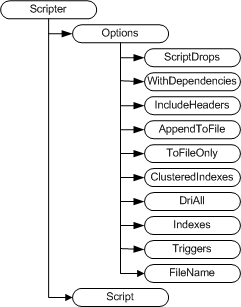 Scripter
Options
ScriptDrops
WithDependencies
IncludeHeaders
AppendToFile
ToFileOnly
ClusteredIndexes
DriAll
Indexes
Triggers
FileName
Script